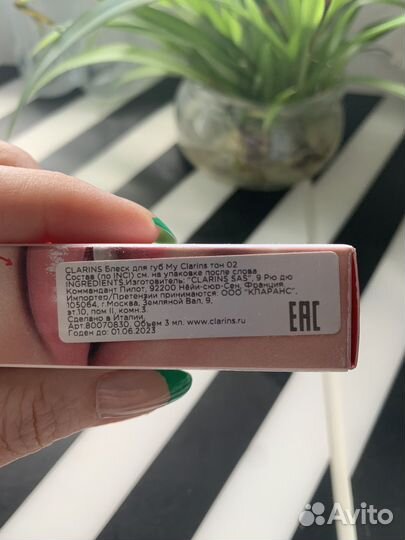 CLARINS Блеск для губ My Clarins тон 02
Состав (по INCI) см. на упаковке после слова
INGREDIENTS.Изготовитель: "CLARINS SAS", 9 Рю дю
Коммандант Пилот, 92200 Нёйи-сюр-Сен, Франция.
Импортер/Претензии принимаются: ООО "КЛАРАНС",
105064, г.Москва, Земляной Вал, 9,
эт.10, пом II, комн.3.
Сделано в Италии.
Арт.80070830. Объем 3 мл. www.clarins.ru
Годен до: 01.06.2023
EAC
Avito